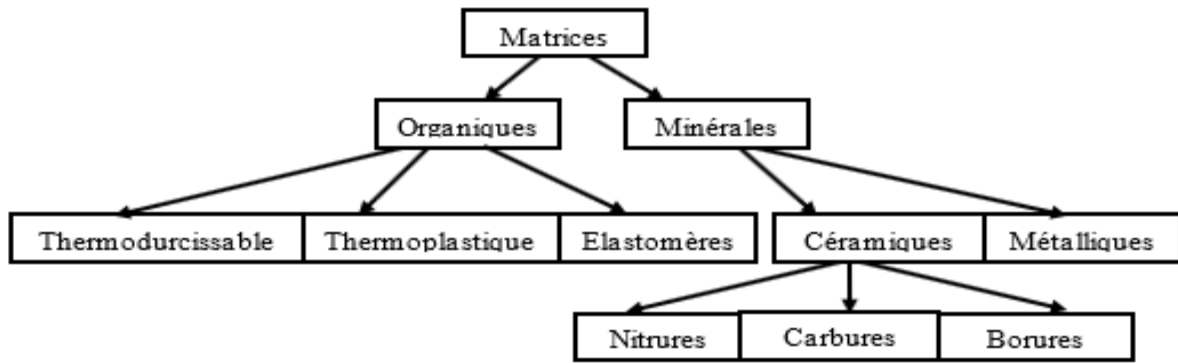 Matrices
Organiques Minérales
Thermodurcissable Thermoplastique Elastomères Céramiques Métalliques
Nitrures Carbures Borures